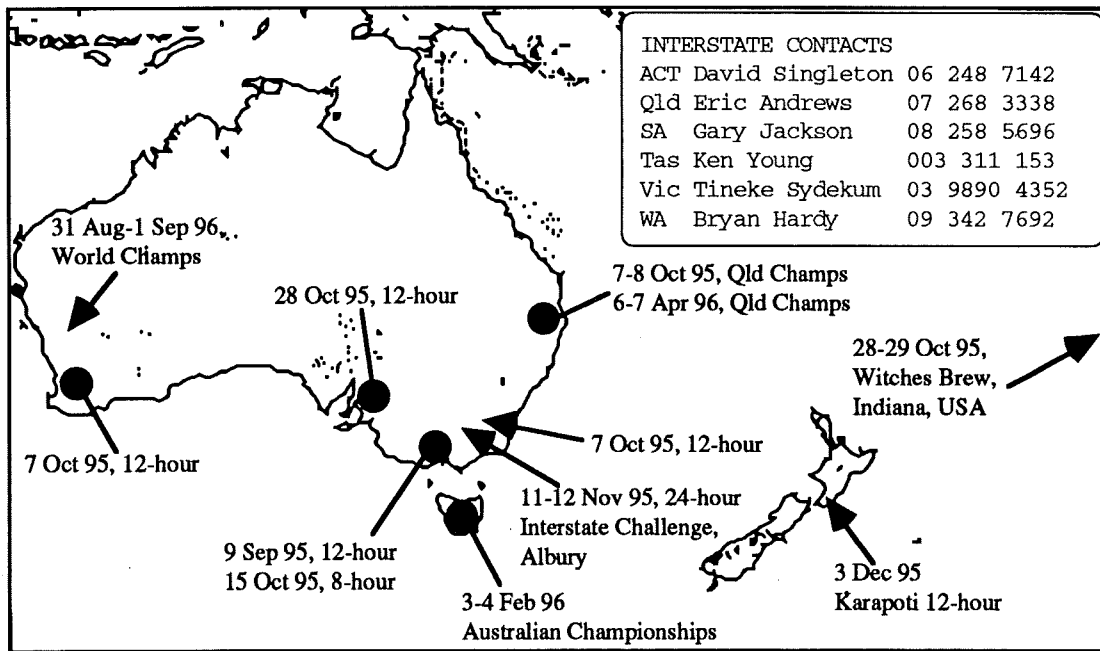 INTERSTATE CONTACTS
ACT David Singleton 06 248 7142
Qld Eric Andrews 07 268 3338
SA Gary Jackson 08 258 5696
Tas Ken Young 003 311 153
Vic Tineke Sydekum 03 9890 4352
WA Bryan Hardy 09 342 7692
31 Aug-1 Sep 96,
World Champs
28 Oct 95, 12-hour
7-8 Oct 95, Qld Champs
6-7 Apr 96, Qld Champs
28-29 Oct 95,
Witches Brew,
Indiana, USA
7 Oct 95, 12-hour
7 Oct 95, 12-hour
11-12 Nov 95, 24-hour
Interstate Challenge,
Albury
9 Sep 95, 12-hour
15 Oct 95, 8-hour
3-4 Feb 96
Australian Championships
3 Dec 95
Karapoti 12-hour